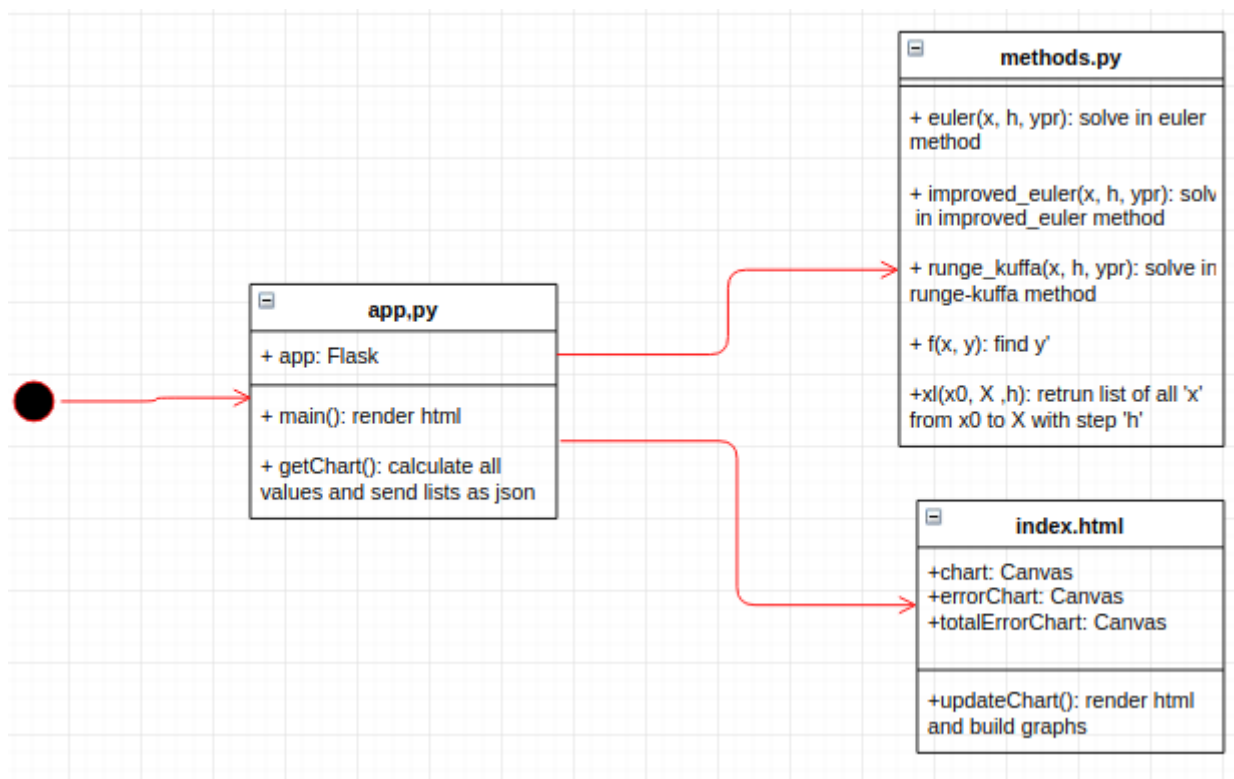 methods.py
+ euler(x, h, ypr): solve in euler
method
+ improved_euler(x, h, ypr): solv
in improved_euler method
+ runge_kuffa(x, h, ypr): solve in
runge-kuffa method
+ f(x, y): find y'
+xl(x0, X ,h): retrun list of all 'x'
from x0 to X with step 'h'
app,py
+ app: Flask
+ main(): render html
+ getChart(): calculate all
values and send lists as json
index.html
+chart: Canvas
+errorChart: Canvas
+totalErrorChart: Canvas
+updateChart(): render html
and build graphs